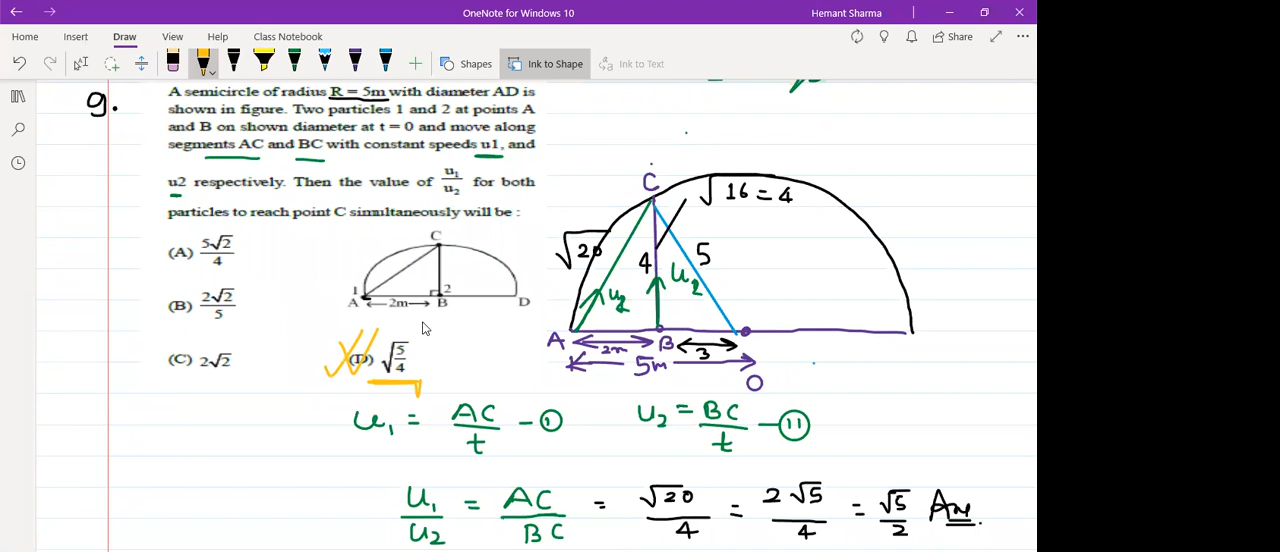 OneNote for Windows 10
Hemant Sharma
Home Insert Draw View Help Class Notebook
Share
Shapes Ink to Shape Ink to Text
9.
A semicircle of radius R = 5m with diameter AD is
shown in figure. Two particles 1 and 2 at points A
and B on shown diameter at t = 0 and move along
segments AC and BC with constant speeds u1, and
u2 respectively. Then the value of u₁/u₂ for both
particles to reach point C simultaneously will be :
(A) 5√2/4
(B) 2√2/5
(C) 2√2
(D) √(5/4)
C
1
2
A
2m
B
D
C
√16 = 4
√20
4
5
u₂
u₂
A
2m
B
3
5m
O
u₁ = AC/t - (I)
u₂ = BC/t - (II)
u₁/u₂ = AC/BC = √20/4 = 2√5/4 = √5/2 Ans.